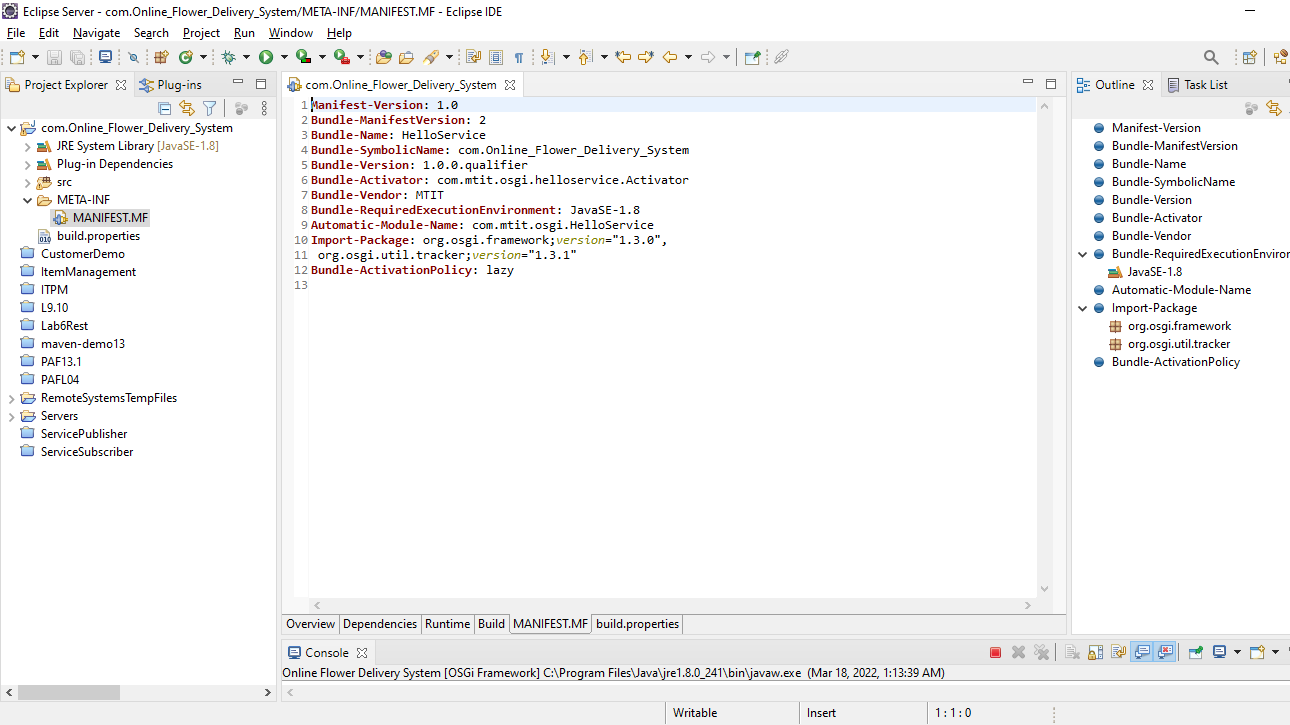 Eclipse Server - com.Online_Flower_Delivery_System/META-INF/MANIFEST.MF - Eclipse IDE
File Edit Navigate Search Project Run Window Help
Project Explorer Plug-ins
com.Online_Flower_Delivery_System
JRE System Library [JavaSE-1.8]
Plug-in Dependencies
src
META-INF
MANIFEST.MF
build.properties
CustomerDemo
ItemManagement
ITPM
L9.10
Lab6Rest
maven-demo13
PAF13.1
PAFL04
RemoteSystemsTempFiles
Servers
ServicePublisher
ServiceSubscriber
com.Online_Flower_Delivery_System
1 Manifest-Version: 1.0
2 Bundle-ManifestVersion: 2
3 Bundle-Name: HelloService
4 Bundle-SymbolicName: com.Online_Flower_Delivery_System
5 Bundle-Version: 1.0.0.qualifier
6 Bundle-Activator: com.mtit.osgi.helloservice.Activator
7 Bundle-Vendor: MTIT
8 Bundle-RequiredExecutionEnvironment: JavaSE-1.8
9 Automatic-Module-Name: com.mtit.osgi.HelloService
10 Import-Package: org.osgi.framework;version="1.3.0",
11 org.osgi.util.tracker;version="1.3.1"
12 Bundle-ActivationPolicy: lazy
13
Overview Dependencies Runtime Build MANIFEST.MF build.properties
Outline Task List
Manifest-Version
Bundle-ManifestVersion
Bundle-Name
Bundle-SymbolicName
Bundle-Version
Bundle-Activator
Bundle-Vendor
Bundle-RequiredExecutionEnviror
JavaSE-1.8
Automatic-Module-Name
Import-Package
org.osgi.framework
org.osgi.util.tracker
Bundle-ActivationPolicy
Console
Online Flower Delivery System [OSGi Framework] C:\Program Files\Java\jre1.8.0_241\bin\javaw.exe (Mar 18, 2022, 1:13:39 AM)
Writable Insert 1 : 1 : 0